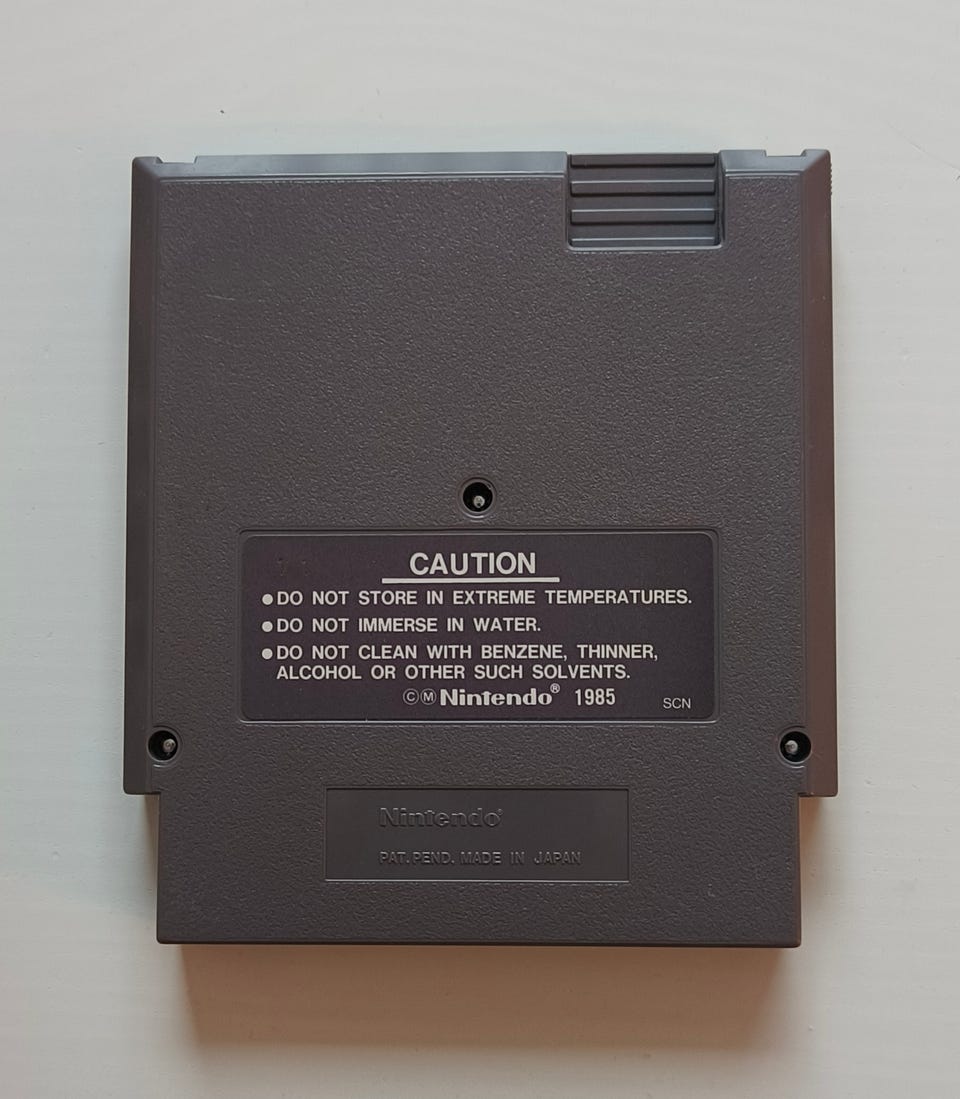 CAUTION
●DO NOT STORE IN EXTREME TEMPERATURES.
●DO NOT IMMERSE IN WATER.
●DO NOT CLEAN WITH BENZENE, THINNER,
ALCOHOL OR OTHER SUCH SOLVENTS.
ⒸⓂNintendo® 1985 SCN
Nintendo®
PAT. PEND. MADE IN JAPAN